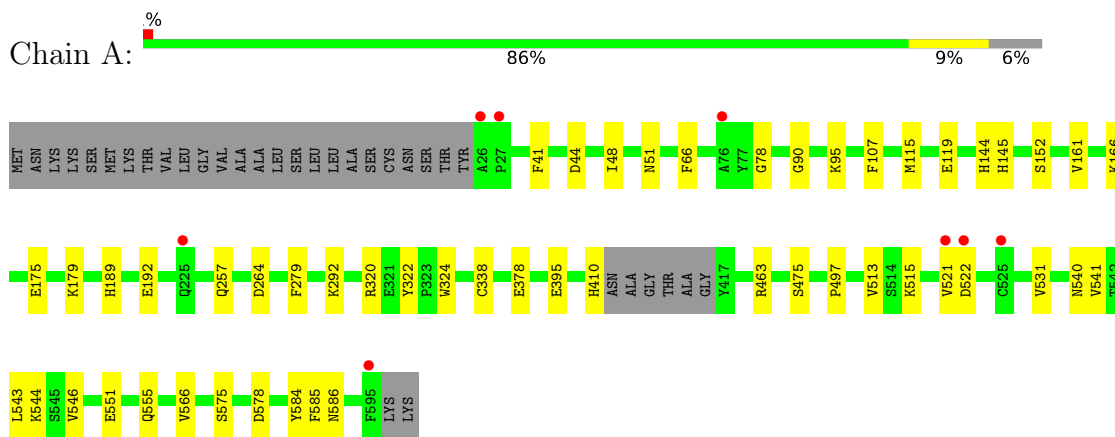 .%
Chain A:
86% 9% 6%
MET ASN LYS LYS SER MET LYS THR VAL LEU GLY VAL ALA ALA LEU SER LEU LEU ALA SER CYS ASN SER THR TYR A26 P27 F41 D44 I48 N51 F66 A76 Y77 G78 G90 K95 F107 M115 E119 H144 H145 S152 V161 K166
E175 K179 H189 E192 Q225 Q257 D264 F279 K292 R320 E321 Y322 P323 W324 C338 E378 E395 H410 ASN ALA GLY THR ALA GLY Y417 R463 S475 P497 V513 S514 K515 V521 D522 C525 V531 N540 V541 T542
L543 K544 S545 V546 E551 Q555 V566 S575 D578 Y584 F585 N586 F595 LYS LYS